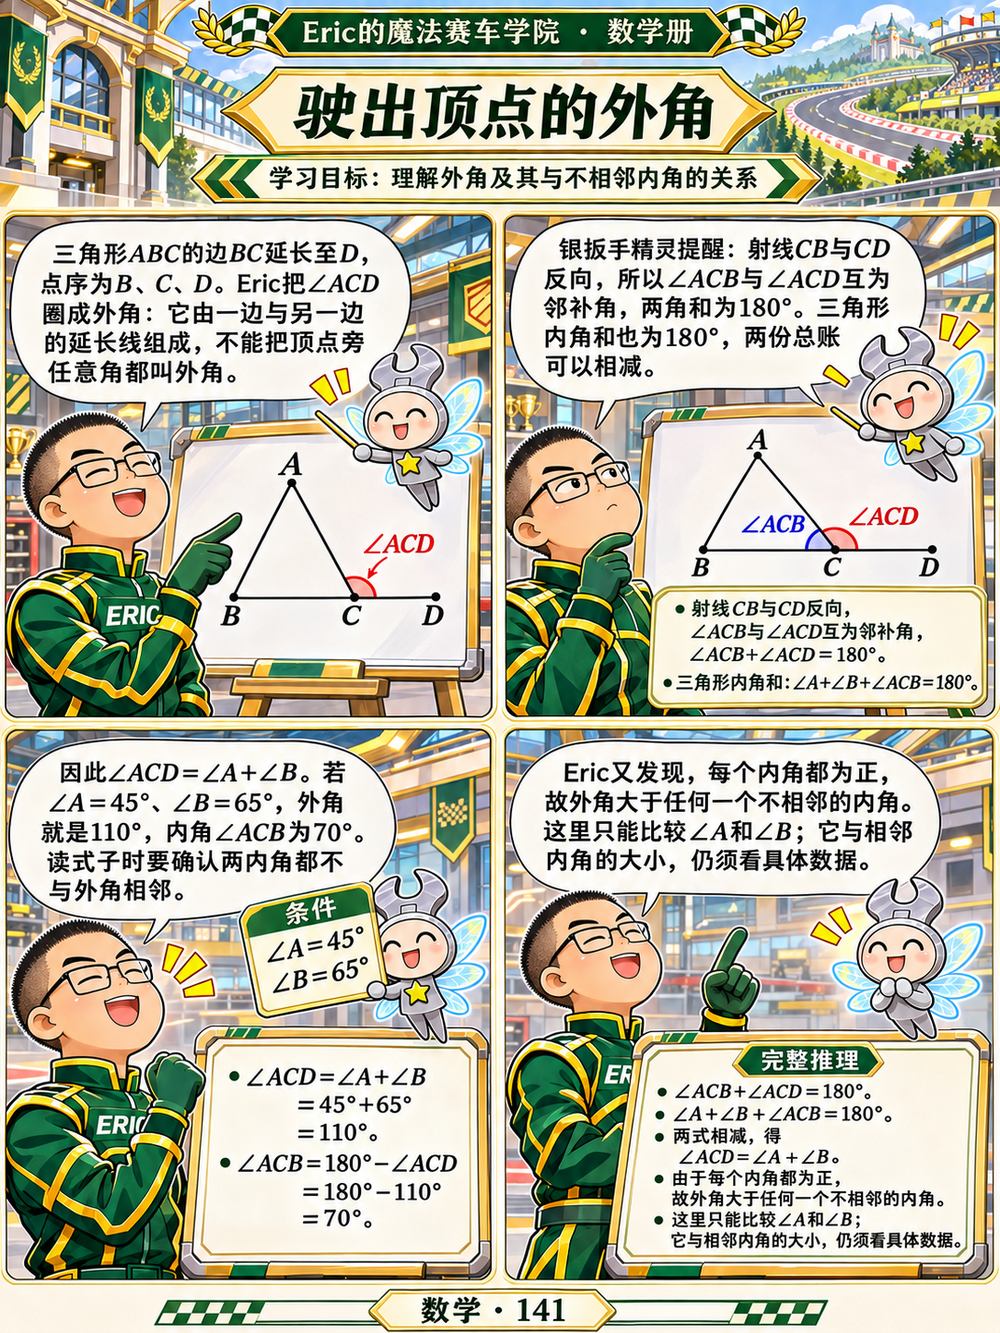 Eric的魔法赛车学院 · 数学册
驶出顶点的外角
学习目标：理解外角及其与不相邻内角的关系
三角形ABC的边BC延长至D，
点序为B、C、D。Eric把∠ACD
圈成外角：它由一边与另一边
的延长线组成，不能把顶点旁
任意角都叫外角。
A
∠ACD
B
C
D
ERIC
银扳手精灵提醒：射线CB与CD
反向，所以∠ACB与∠ACD互为
邻补角，两角和为180°。三角形
内角和也为180°，两份总账
可以相减。
A
∠ACB
∠ACD
B
C
D
• 射线CB与CD反向，
∠ACB与∠ACD互为邻补角，
∠ACB+∠ACD=180°。
• 三角形内角和:∠A+∠B+∠ACB=180°。
因此∠ACD=∠A+∠B。若
∠A=45°、∠B=65°，外角
就是110°，内角∠ACB为70°。
读式子时要确认两内角都不
与外角相邻。
条件
∠A=45°
∠B=65°
ERIC
• ∠ACD=∠A+∠B
=45°+65°
=110°。
• ∠ACB=180°−∠ACD
=180°−110°
=70°。
Eric又发现，每个内角都为正，
故外角大于任何一个不相邻的内角。
这里只能比较∠A和∠B；它与相邻
内角的大小，仍须看具体数据。
ER
完整推理
• ∠ACB+∠ACD=180°。
• ∠A+∠B+∠ACB=180°。
• 两式相减，得
∠ACD=∠A+∠B。
• 由于每个内角都为正，
故外角大于任何一个不相邻的内角。
• 这里只能比较∠A和∠B；
它与相邻内角的大小，仍须看具体数据。
数学 · 141